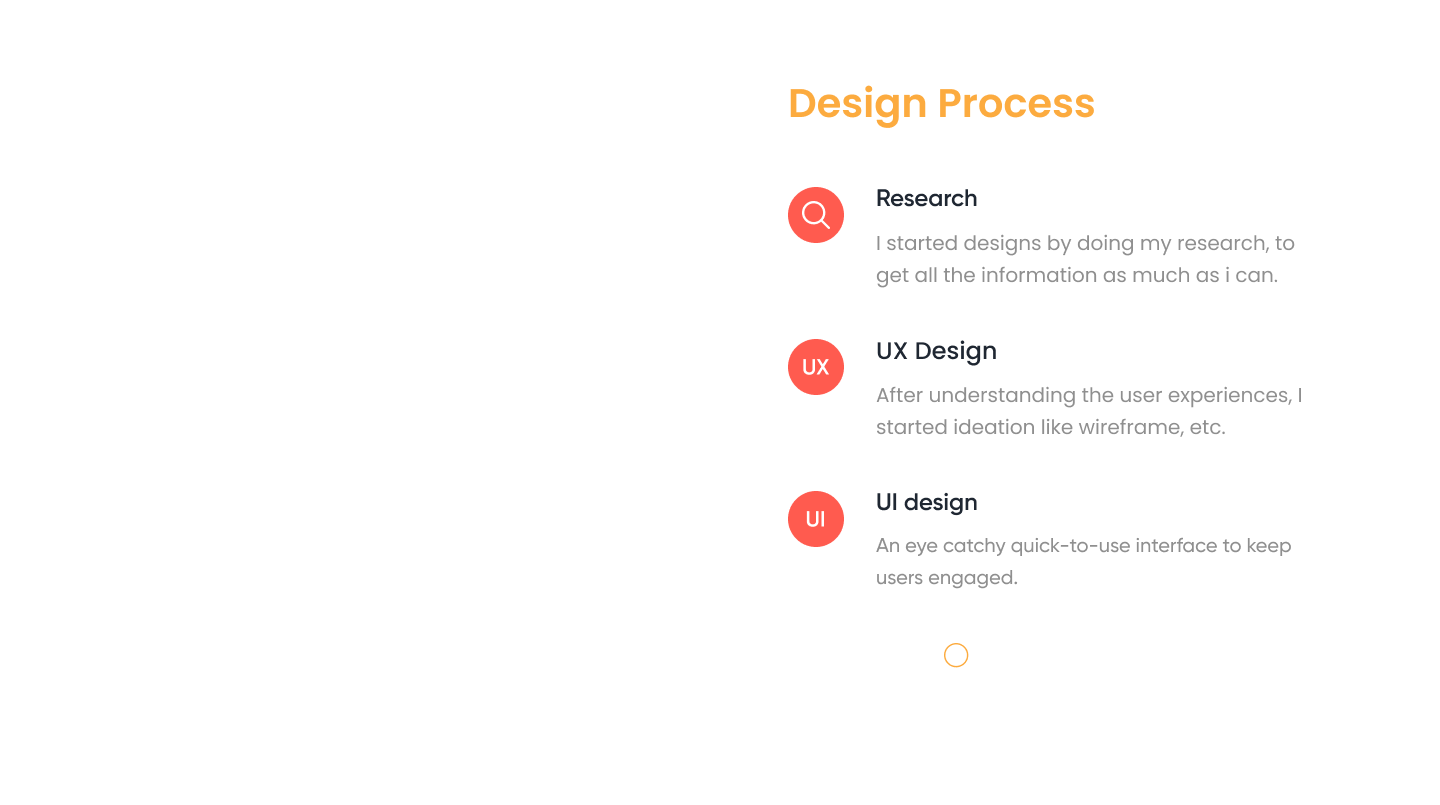 Design Process
Research
I started designs by doing my research, to
get all the information as much as i can.
UX
UX Design
After understanding the user experiences, I
started ideation like wireframe, etc.
UI
UI design
An eye catchy quick-to-use interface to keep
users engaged.